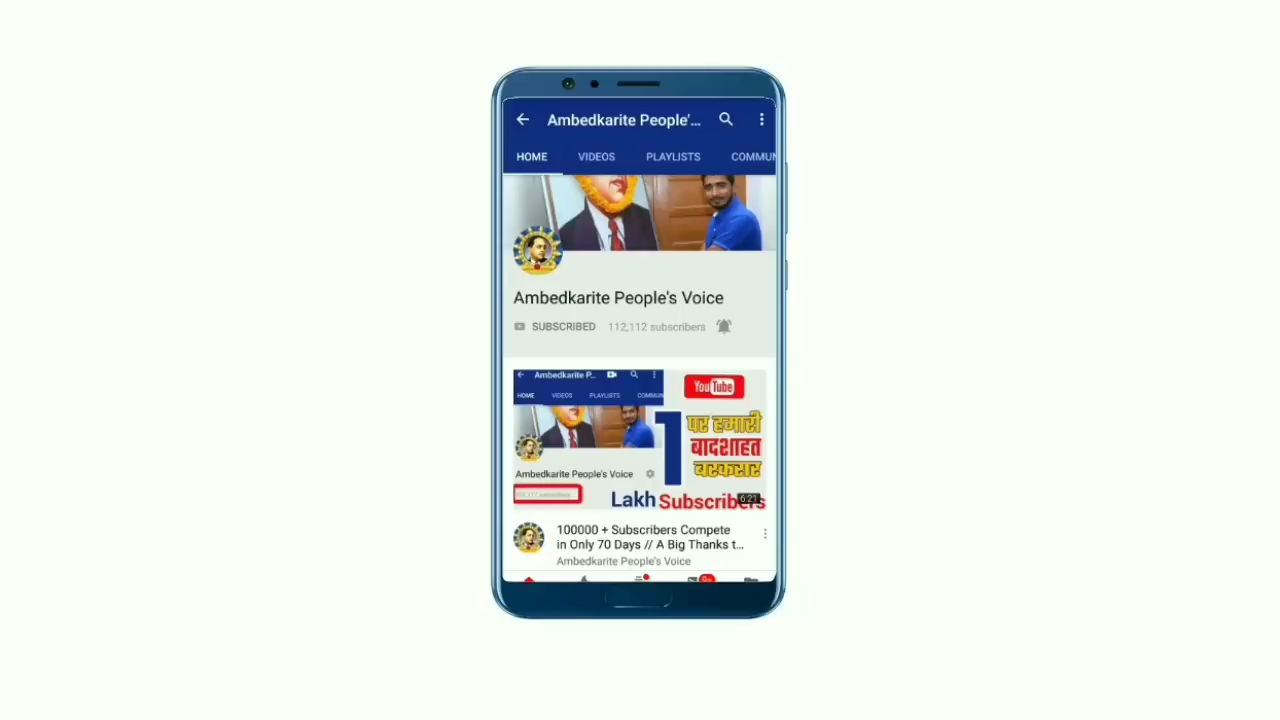 Ambedkarite People'...
HOME VIDEOS PLAYLISTS COMMUN
Ambedkarite People's Voice
SUBSCRIBED 112,112 subscribers
Ambedkarite P...
HOME VIDEOS PLAYLISTS COMMUN
Ambedkarite People's Voice
YouTube
1 पर हमारी
बादशाहत
बरकरार
Lakh Subscribers
6:21
100000 + Subscribers Compete
in Only 70 Days // A Big Thanks t...
Ambedkarite People's Voice
9+